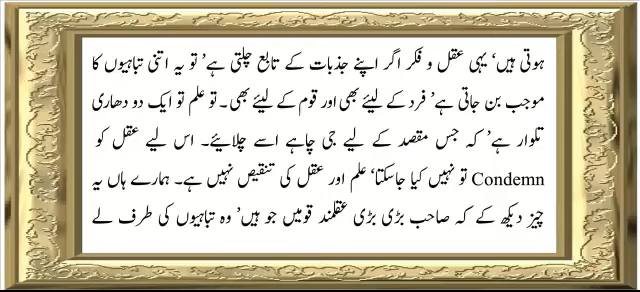 ہوتی ہیں‘ یہی عقل و فکر اگر اپنے جذبات کے تابع چلتی ہے’ تو یہ اتنی تباہیوں کا
موجب بن جاتی ہے’ فرد کے لیئے بھی اور قوم کے لیئے بھی۔ تو علم تو ایک دو دھاری
تلوار ہے’ کہ جس مقصد کے لیے جی چاہے اسے چلائیے۔ اس لیے عقل کو
Condemn تو نہیں کیا جاسکتا‘ علم اور عقل کی تنقیص نہیں ہے۔ ہمارے ہاں یہ
چیز دیکھ کے کہ صاحب بڑی بڑی عقلمند قومیں جو ہیں’ وہ تباہیوں کی طرف لے